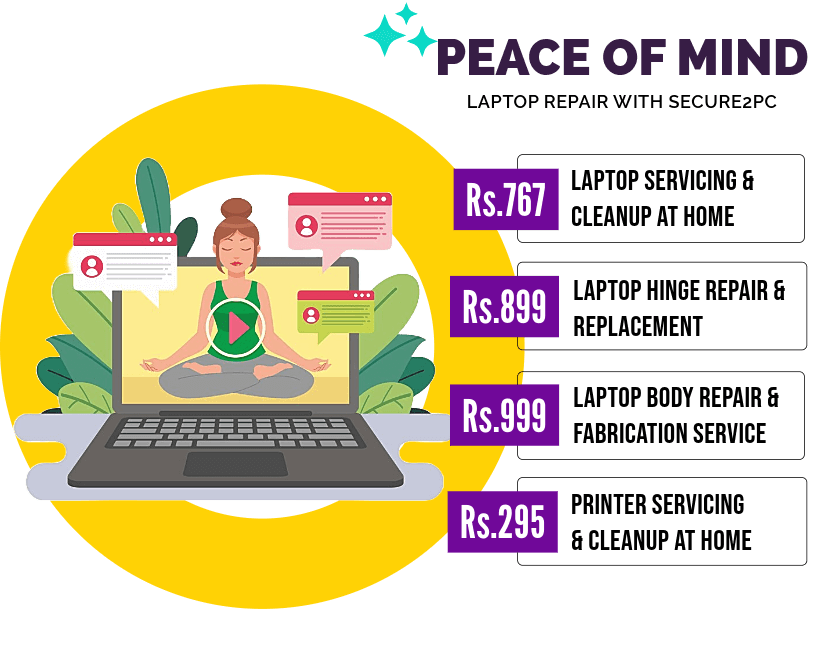 PEACE OF MIND
LAPTOP REPAIR WITH SECURE2PC
Rs.767
LAPTOP SERVICING &
CLEANUP AT HOME
Rs.899
LAPTOP HINGE REPAIR &
REPLACEMENT
Rs.999
LAPTOP BODY REPAIR &
FABRICATION SERVICE
Rs.295
PRINTER SERVICING
& CLEANUP AT HOME